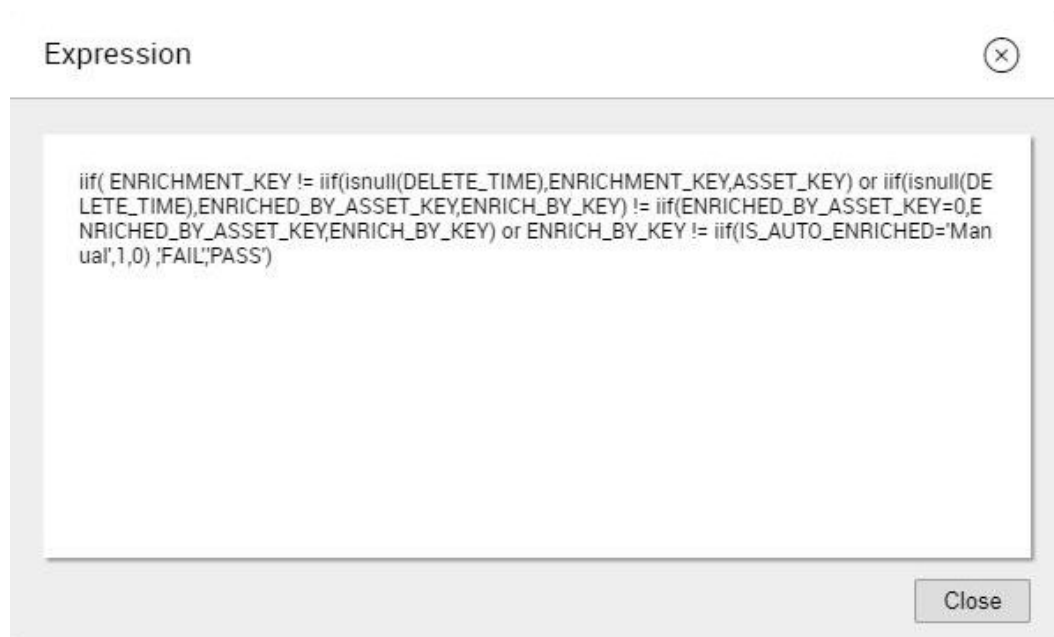 Expression
iif( ENRICHMENT_KEY != iif(isnull(DELETE_TIME),ENRICHMENT_KEY,ASSET_KEY) or iif(isnull(DE
LETE_TIME),ENRICHED_BY_ASSET_KEY,ENRICH_BY_KEY) != iif(ENRICHED_BY_ASSET_KEY=0,E
NRICHED_BY_ASSET_KEY,ENRICH_BY_KEY) or ENRICH_BY_KEY != iif(IS_AUTO_ENRICHED='Man
ual',1,0) ,'FAIL','PASS')
Close